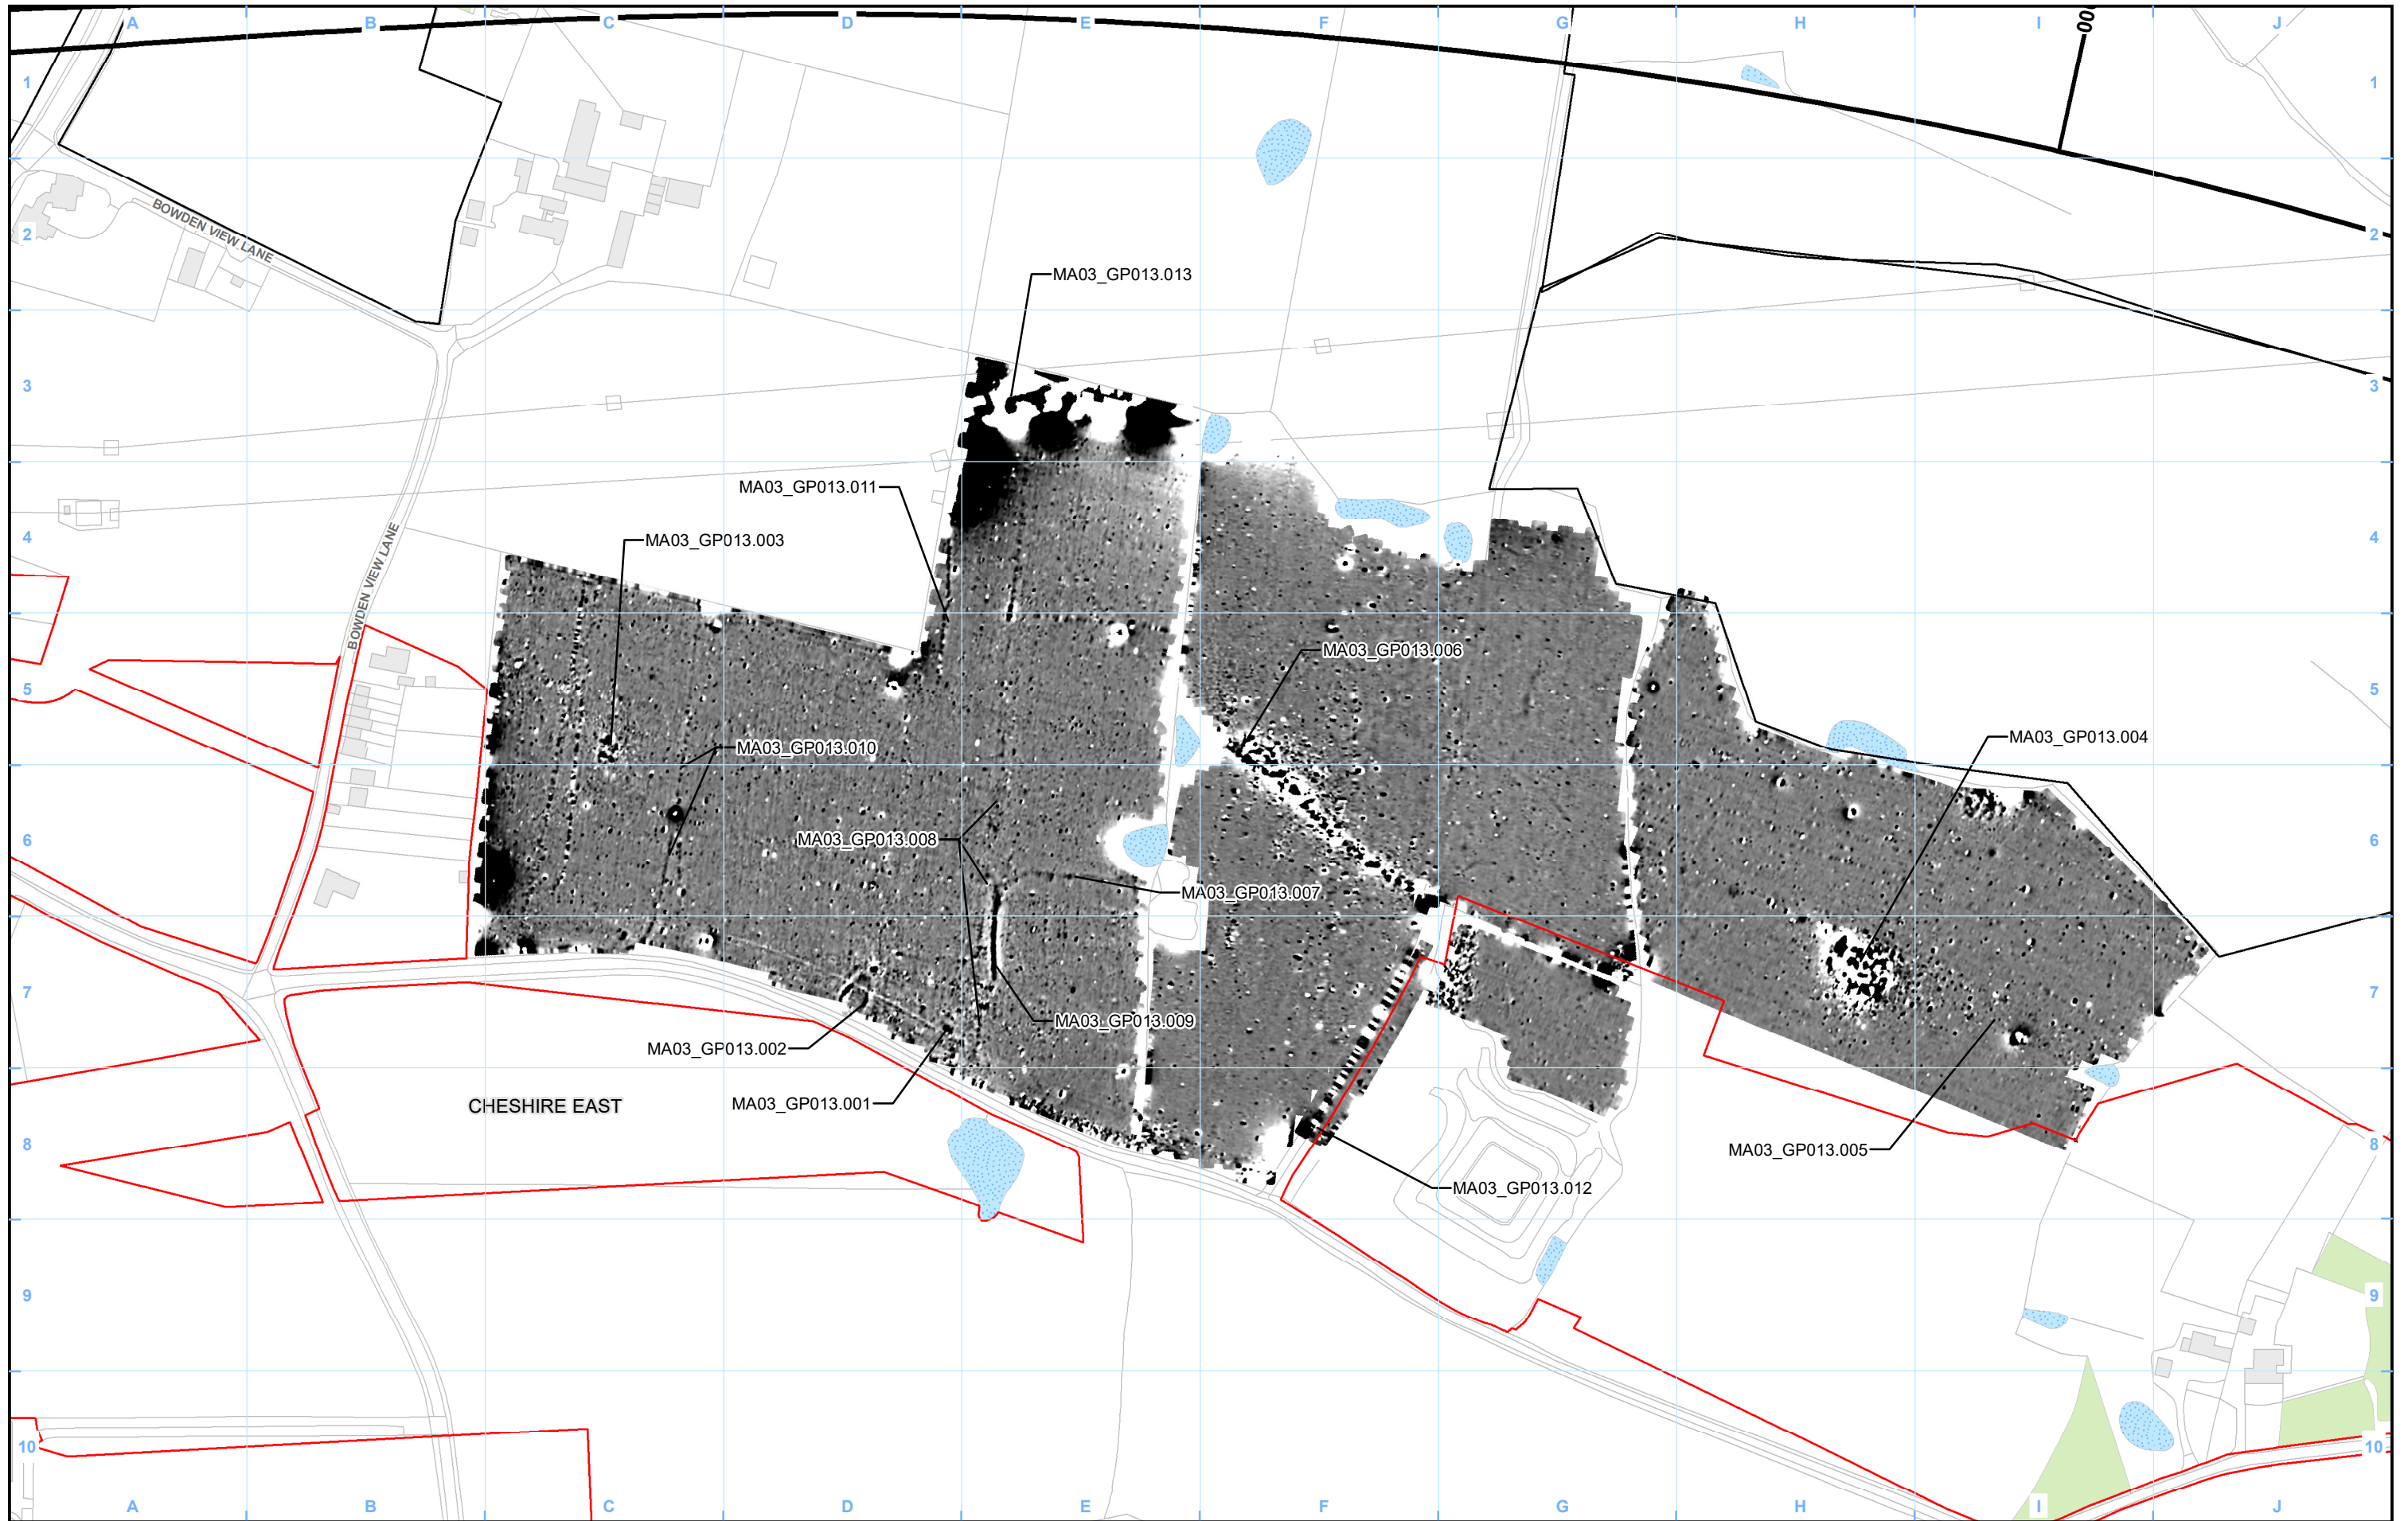 A B C D E F G H I J
00
1 1
BOWDEN VIEW LANE
2 2
MA03_GP013.013
3 3
MA03_GP013.011
BOWDEN VIEW LANE
4 MA03_GP013.003 4
MA03_GP013.006
5 5
MA03_GP013.010 MA03_GP013.004
6 MA03_GP013.008 6
MA03_GP013.007
7 7
MA03_GP013.009
MA03_GP013.002
CHESHIRE EAST MA03_GP013.001
8 8
MA03_GP013.005
MA03_GP013.012
9 9
10 10
A B C D E F G H I J